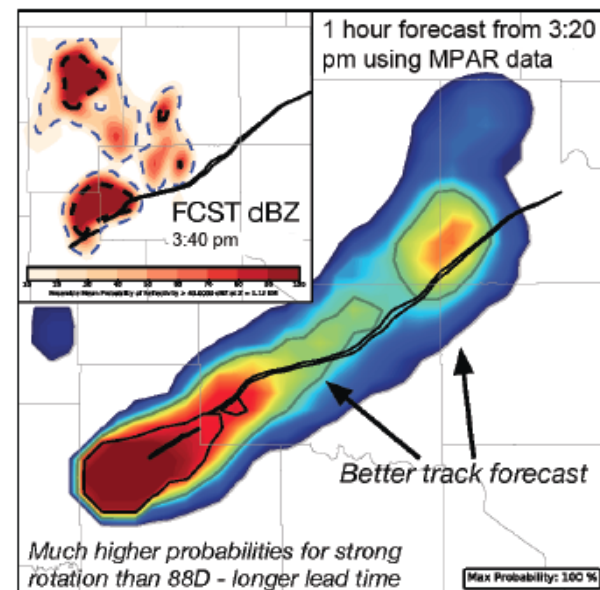 1 hour forecast from 3:20
pm using MPAR data
FCST dBZ
3:40 pm
Better track forecast
Much higher probabilities for strong
rotation than 88D - longer lead time
Max Probability: 100 %